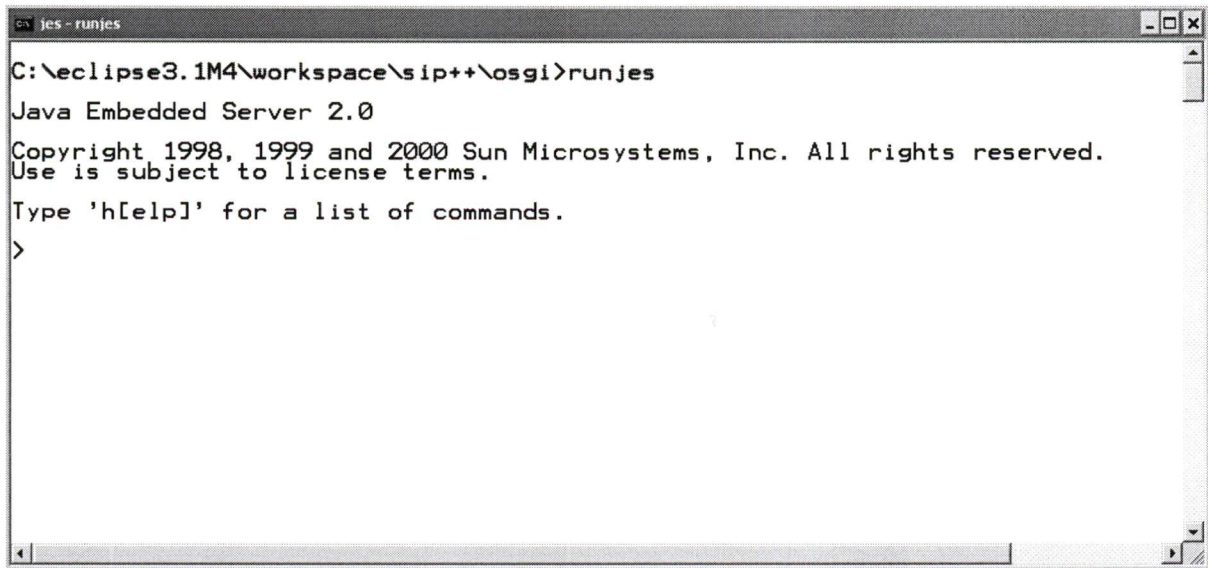 jes - runjes
C:\eclipse3.1M4\workspace\sip++\osgi>runjes
Java Embedded Server 2.0
Copyright 1998, 1999 and 2000 Sun Microsystems, Inc. All rights reserved.
Use is subject to license terms.
Type 'h[elp]' for a list of commands.
>